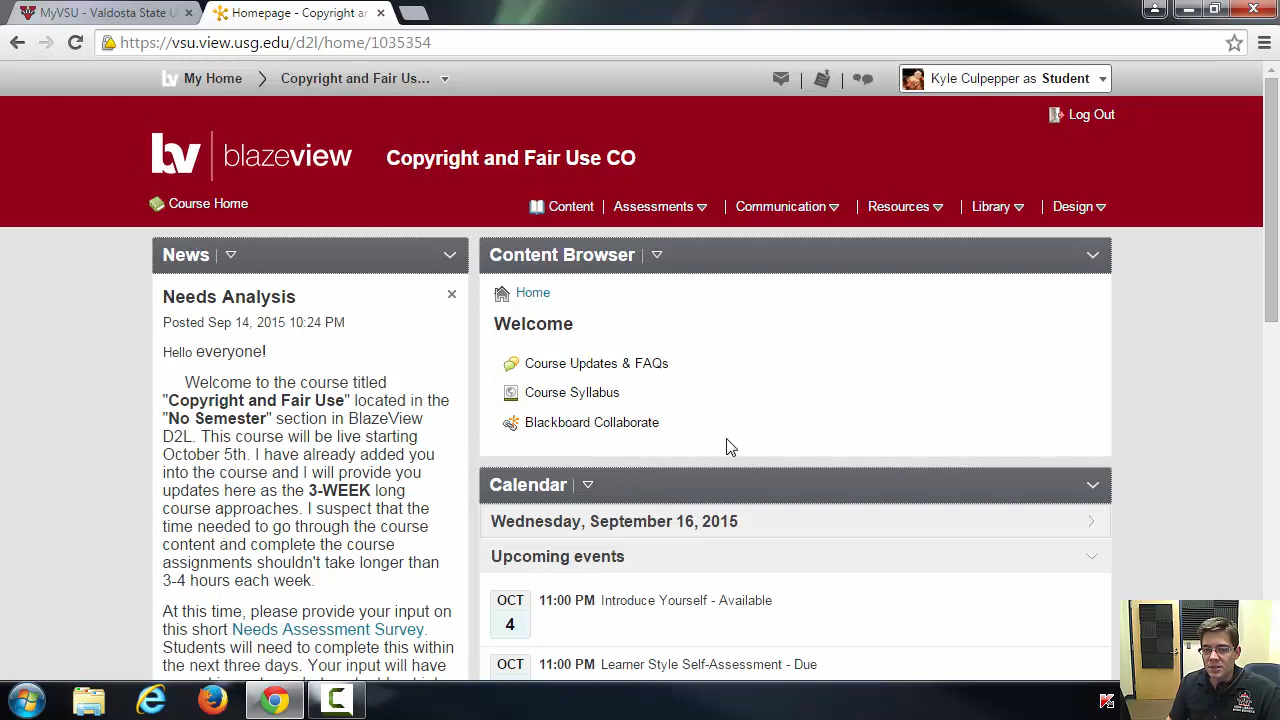 MyVSU - Valdosta State U
Homepage - Copyright ar
https://vsu.view.usg.edu/d2l/home/1035354
bv My Home
Copyright and Fair Us...
Kyle Culpepper as Student
Log Out
bv blazeview
Copyright and Fair Use CO
Course Home
Content
Assessments
Communication
Resources
Library
Design
News
Needs Analysis
Posted Sep 14, 2015 10:24 PM
Hello everyone!
Welcome to the course titled
"Copyright and Fair Use" located in the
"No Semester" section in BlazeView
D2L. This course will be live starting
October 5th. I have already added you
into the course and I will provide you
updates here as the 3-WEEK long
course approaches. I suspect that the
time needed to go through the course
content and complete the course
assignments shouldn't take longer than
3-4 hours each week.
At this time, please provide your input on
this short Needs Assessment Survey.
Students will need to complete this within
the next three days. Your input will have
Content Browser
Home
Welcome
Course Updates & FAQs
Course Syllabus
Blackboard Collaborate
Calendar
Wednesday, September 16, 2015
Upcoming events
OCT
4
11:00 PM Introduce Yourself - Available
OCT
11:00 PM Learner Style Self-Assessment - Due